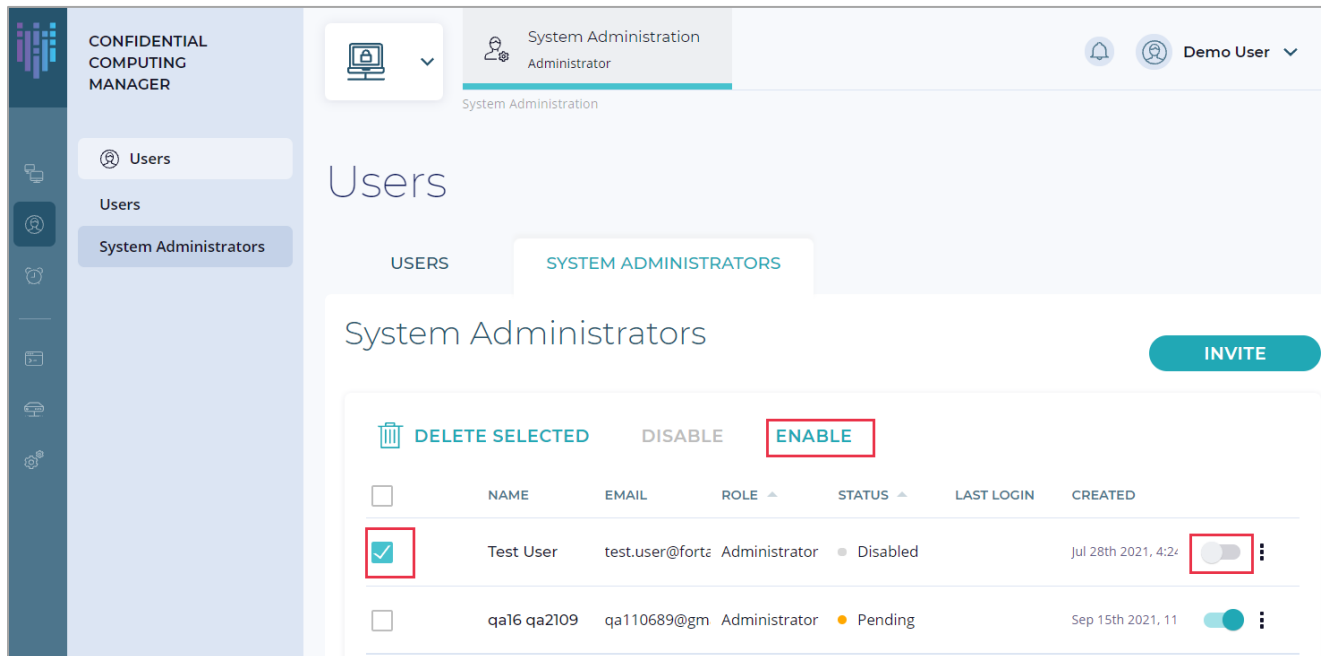 CONFIDENTIAL
COMPUTING
MANAGER
System Administration
Administrator
Demo User
System Administration
Users
Users
System Administrators
Users
USERS SYSTEM ADMINISTRATORS
System Administrators
INVITE
DELETE SELECTED DISABLE ENABLE
NAME EMAIL ROLE STATUS LAST LOGIN CREATED
Test User test.user@forta Administrator Disabled Jul 28th 2021, 4:24
qa16 qa2109 qa110689@gm Administrator Pending Sep 15th 2021, 11